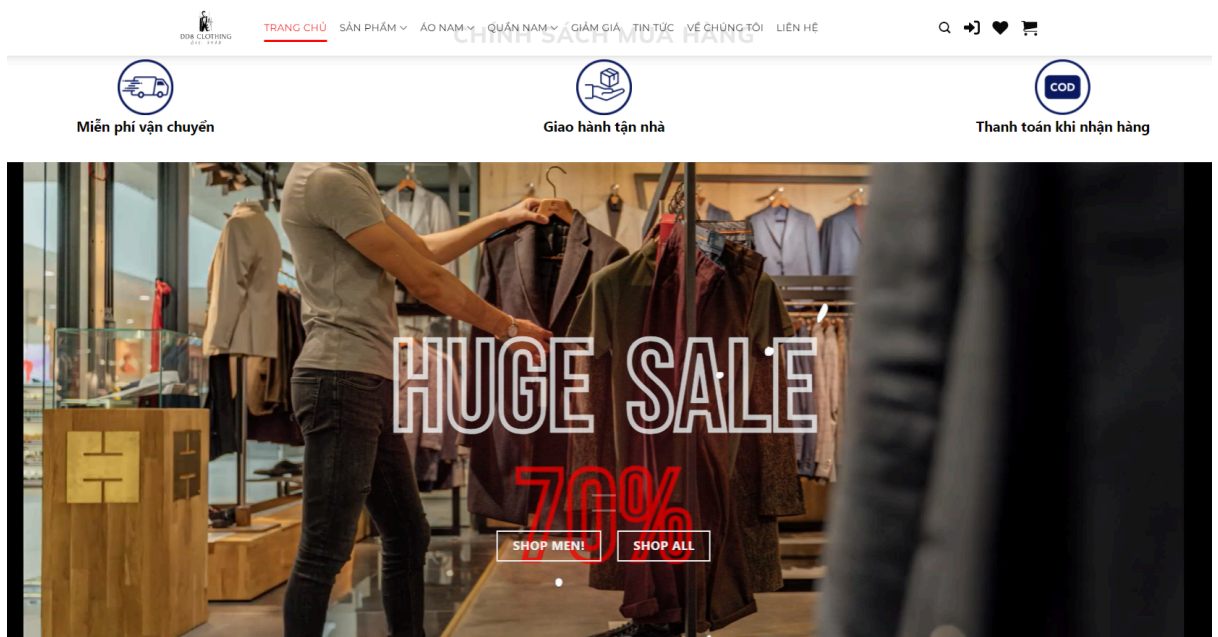 DDB CLOTHING
TRANG CHỦ SẢN PHẨM ÁO NAM QUẦN NAM GIẢM GIÁ TIN TỨC VỀ CHÚNG TÔI LIÊN HỆ
CHÍNH SÁCH MUA HÀNG
COD
Miễn phí vận chuyển Giao hành tận nhà Thanh toán khi nhận hàng
HUGE SALE
70%
SHOP MEN! SHOP ALL